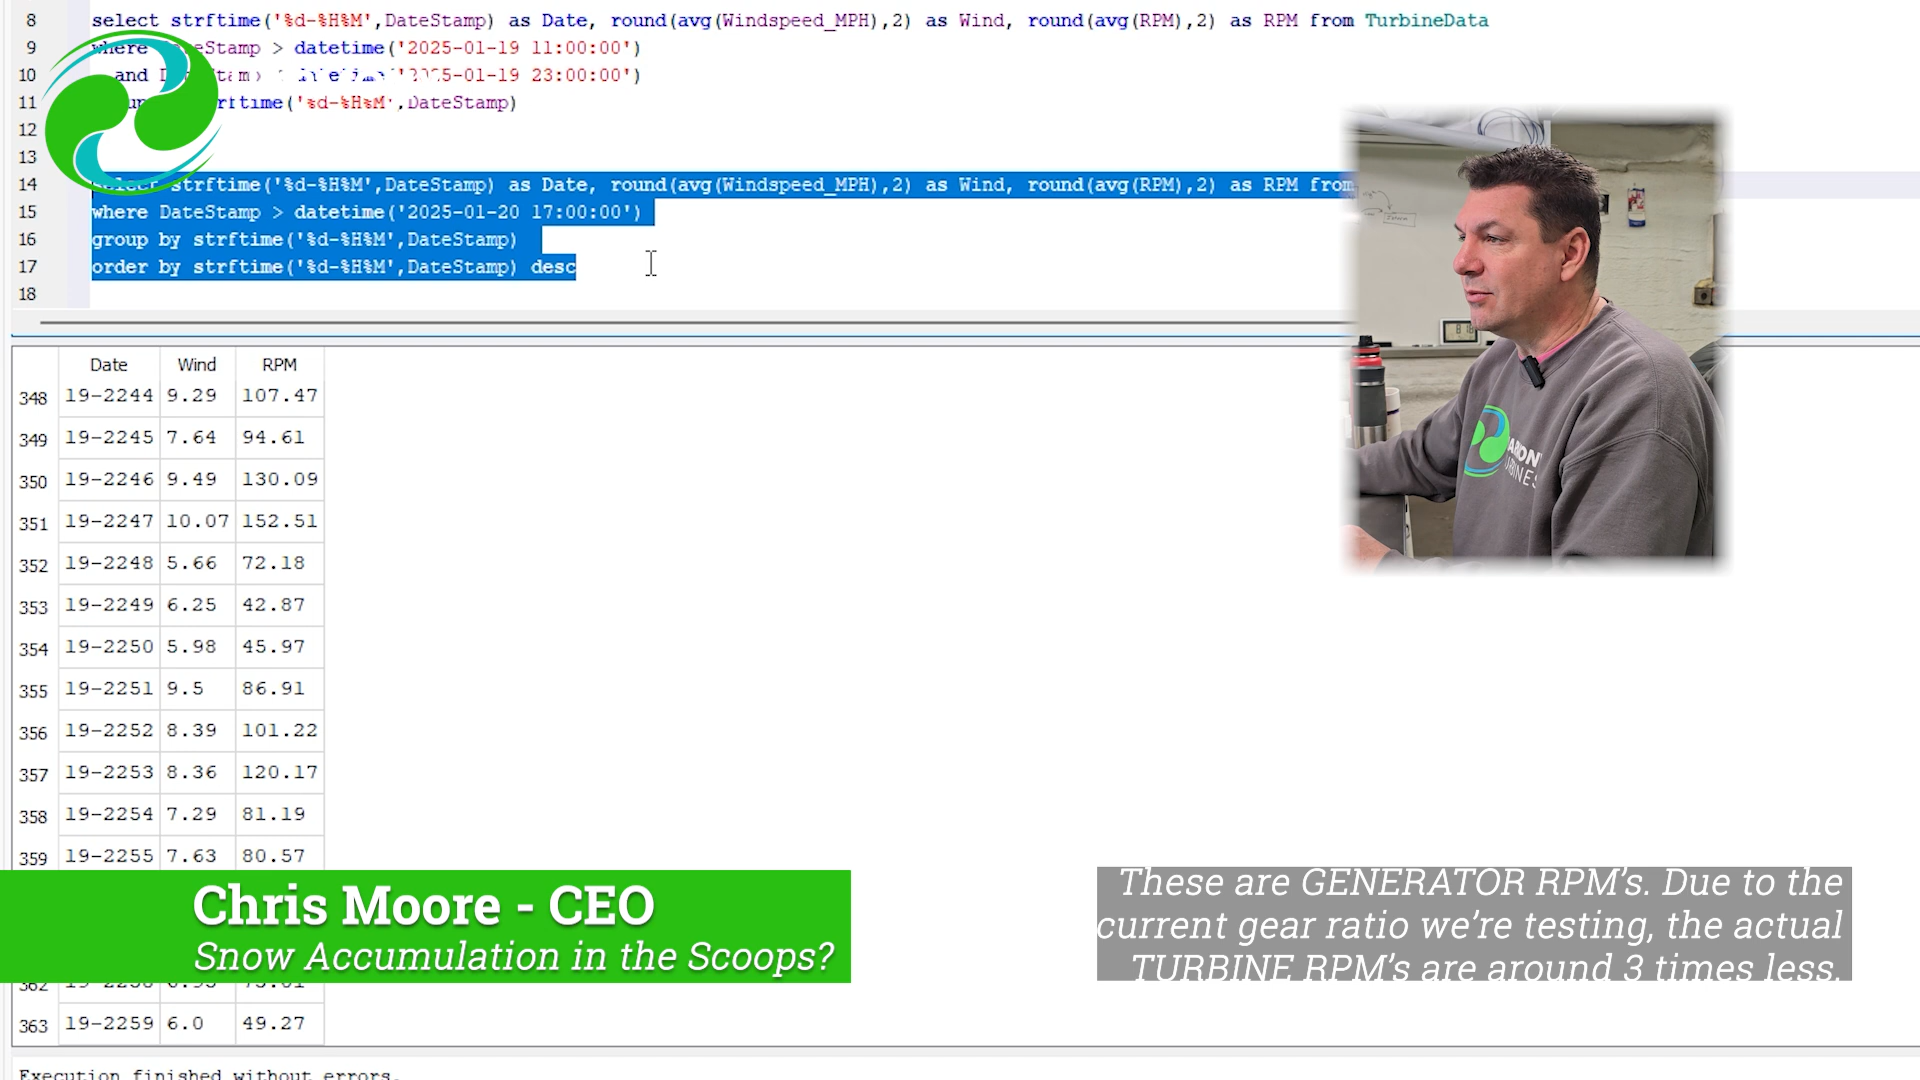 8 select strftime('%d-%H%M',DateStamp) as Date, round(avg(Windspeed_MPH),2) as Wind, round(avg(RPM),2) as RPM from TurbineData
9 where DateStamp > datetime('2025-01-19 11:00:00')
10 and '2025-01-19 23:00:00')
11 strftime('%d-%H%M',DateStamp)
12
13
14 select strftime('%d-%H%M',DateStamp) as Date, round(avg(Windspeed_MPH),2) as Wind, round(avg(RPM),2) as RPM from
15 where DateStamp > datetime('2025-01-20 17:00:00')
16 group by strftime('%d-%H%M',DateStamp)
17 order by strftime('%d-%H%M',DateStamp) desc
18
Date Wind RPM
348 19-2244 9.29 107.47
349 19-2245 7.64 94.61
350 19-2246 9.49 130.09
351 19-2247 10.07 152.51
352 19-2248 5.66 72.18
353 19-2249 6.25 42.87
354 19-2250 5.98 45.97
355 19-2251 9.5 86.91
356 19-2252 8.39 101.22
357 19-2253 8.36 120.17
358 19-2254 7.29 81.19
359 19-2255 7.63 80.57
363 19-2259 6.0 49.27
Execution finished without errors.
Chris Moore - CEO
Snow Accumulation in the Scoops?
These are GENERATOR RPM’s. Due to the
current gear ratio we’re testing, the actual
TURBINE RPM’s are around 3 times less.